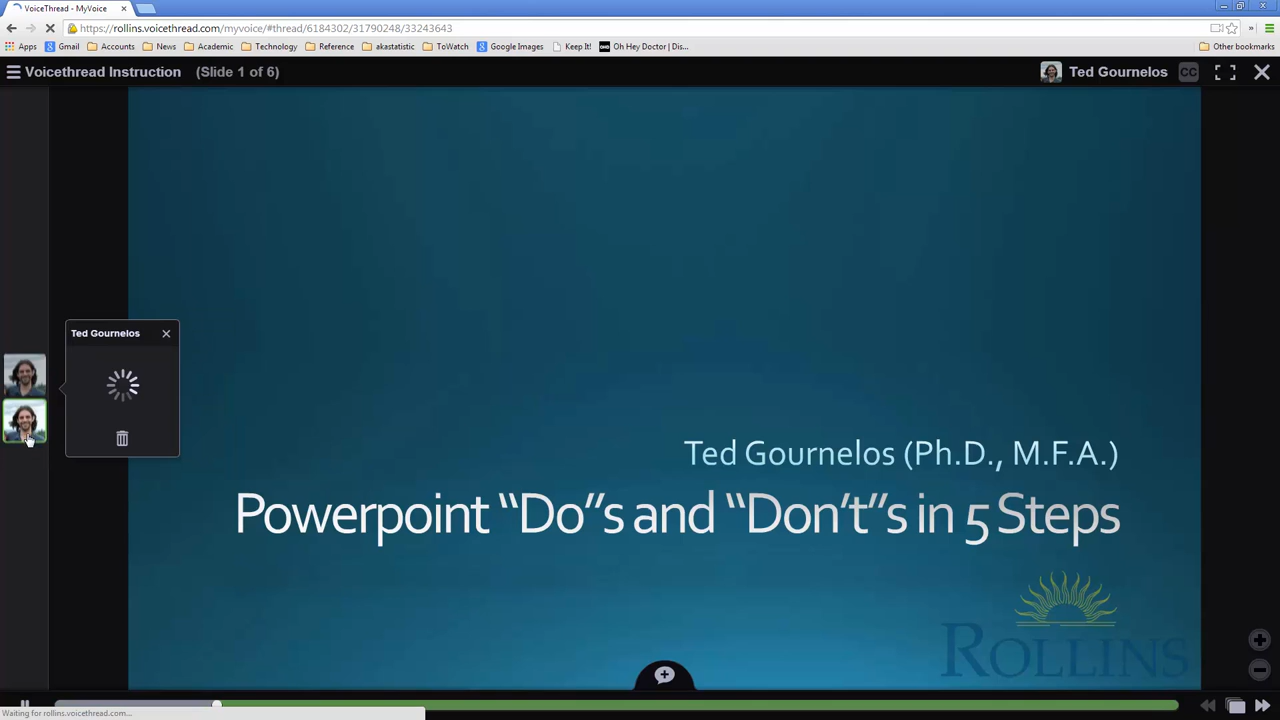 VoiceThread - MyVoice
https://rollins.voicethread.com/myvoice/#thread/6184302/31790248/33243643
Apps Gmail Accounts News Academic Technology Reference akastatistic ToWatch Google Images Keep It! Oh Hey Doctor | Dis... Other bookmarks
Voicethread Instruction (Slide 1 of 6) Ted Gournelos CC
Ted Gournelos
Ted Gournelos (Ph.D., M.F.A.)
Powerpoint “Do”s and “Don’t”s in 5 Steps
ROLLINS
Waiting for rollins.voicethread.com...